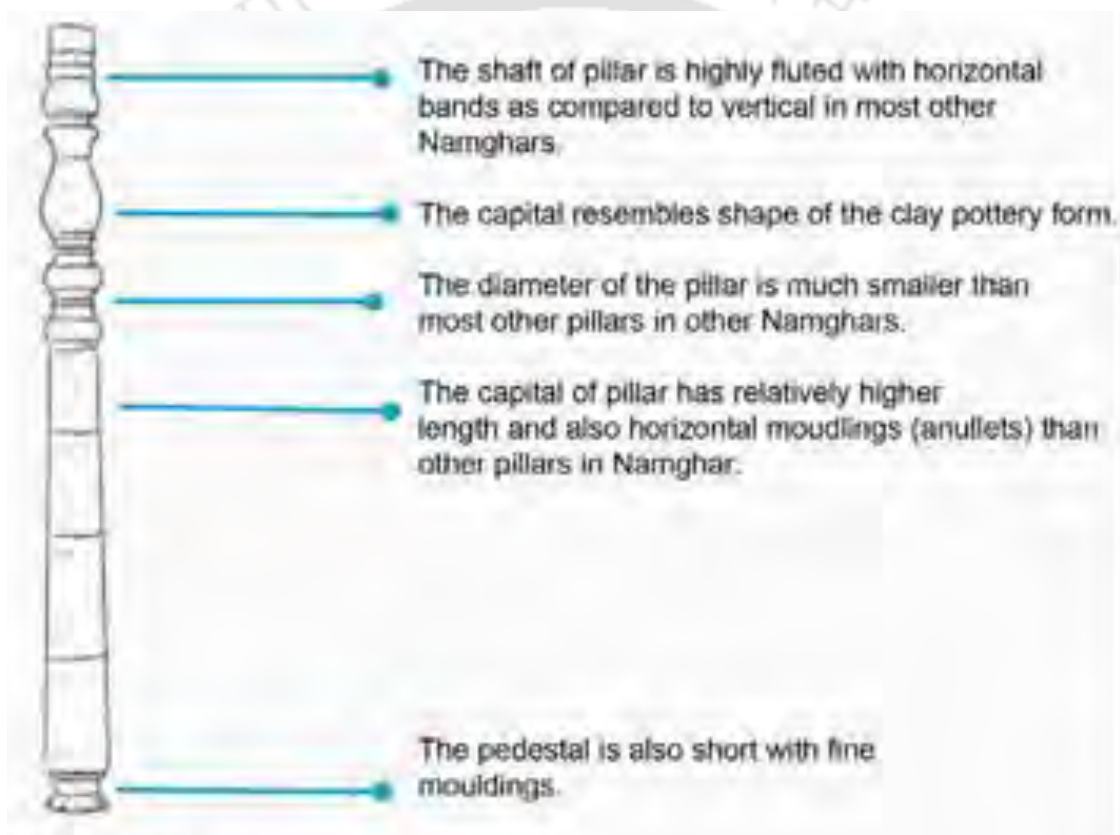 The shaft of pillar is highly fluted with horizontal
bands as compared to vertical in most other
Namghars.
The capital resembles shape of the clay pottery form.
The diameter of the pillar is much smaller than
most other pillars in other Namghars.
The capital of pillar has relatively higher
length and also horizontal moudlings (anullets) than
other pillars in Namghar.
The pedestal is also short with fine
mouldings.